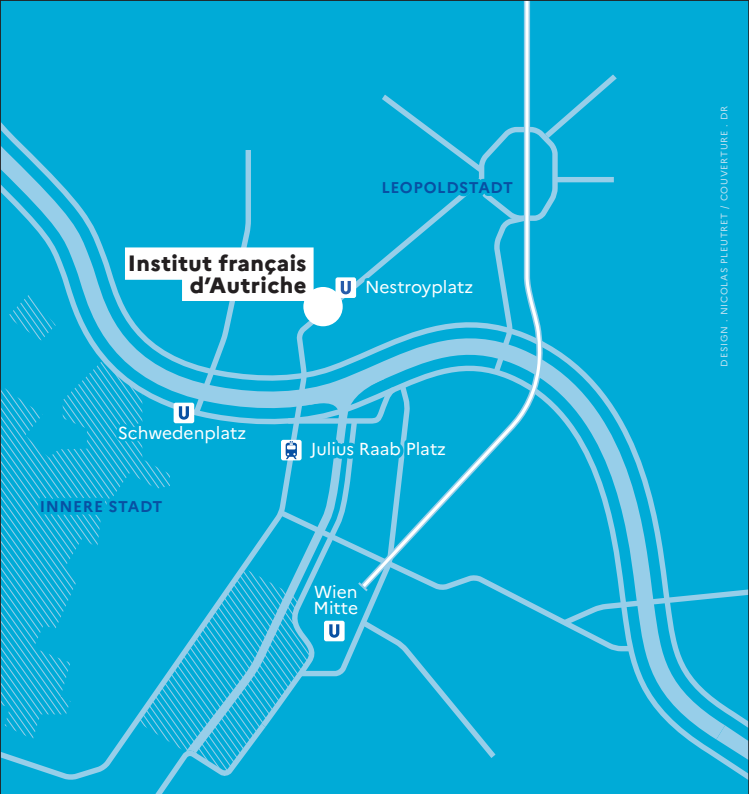 LEOPOLDSTADT
Institut français
d'Autriche
U Nestroyplatz
U
Schwedenplatz
Julius Raab Platz
INNERE STADT
Wien
Mitte
U
DESIGN . NICOLAS PLEUTRET / COUVERTURE . DR